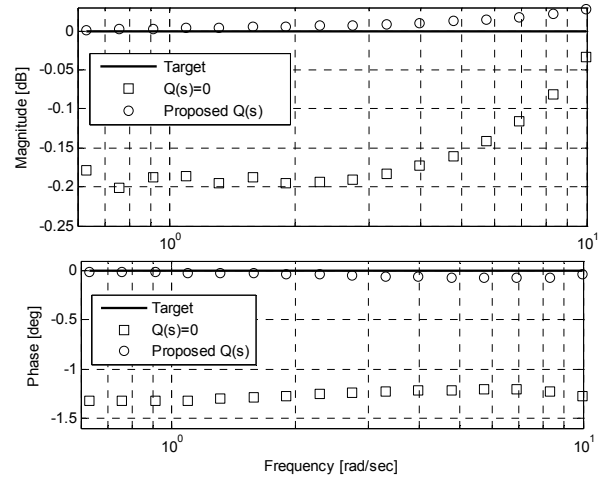 0
-0.05
-0.1
-0.15
-0.2
-0.25
Magnitude [dB]
Target
Q(s)=0
Proposed Q(s)
10^0
10^1
0
-0.5
-1
-1.5
Phase [deg]
Target
Q(s)=0
Proposed Q(s)
10^0
10^1
Frequency [rad/sec]